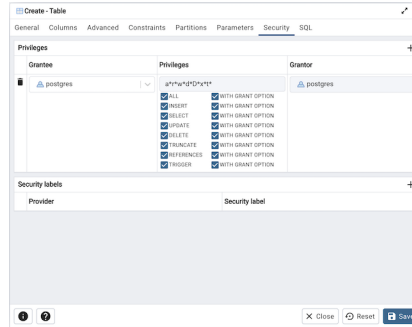 Create - Table
General Columns Advanced Constraints Partitions Parameters Security SQL
Privileges
Grantee Privileges Grantor
postgres a*r*w*d*D*x*t* postgres
ALL WITH GRANT OPTION
INSERT WITH GRANT OPTION
SELECT WITH GRANT OPTION
UPDATE WITH GRANT OPTION
DELETE WITH GRANT OPTION
TRUNCATE WITH GRANT OPTION
REFERENCES WITH GRANT OPTION
TRIGGER WITH GRANT OPTION
Security labels
Provider Security label
Close Reset Save